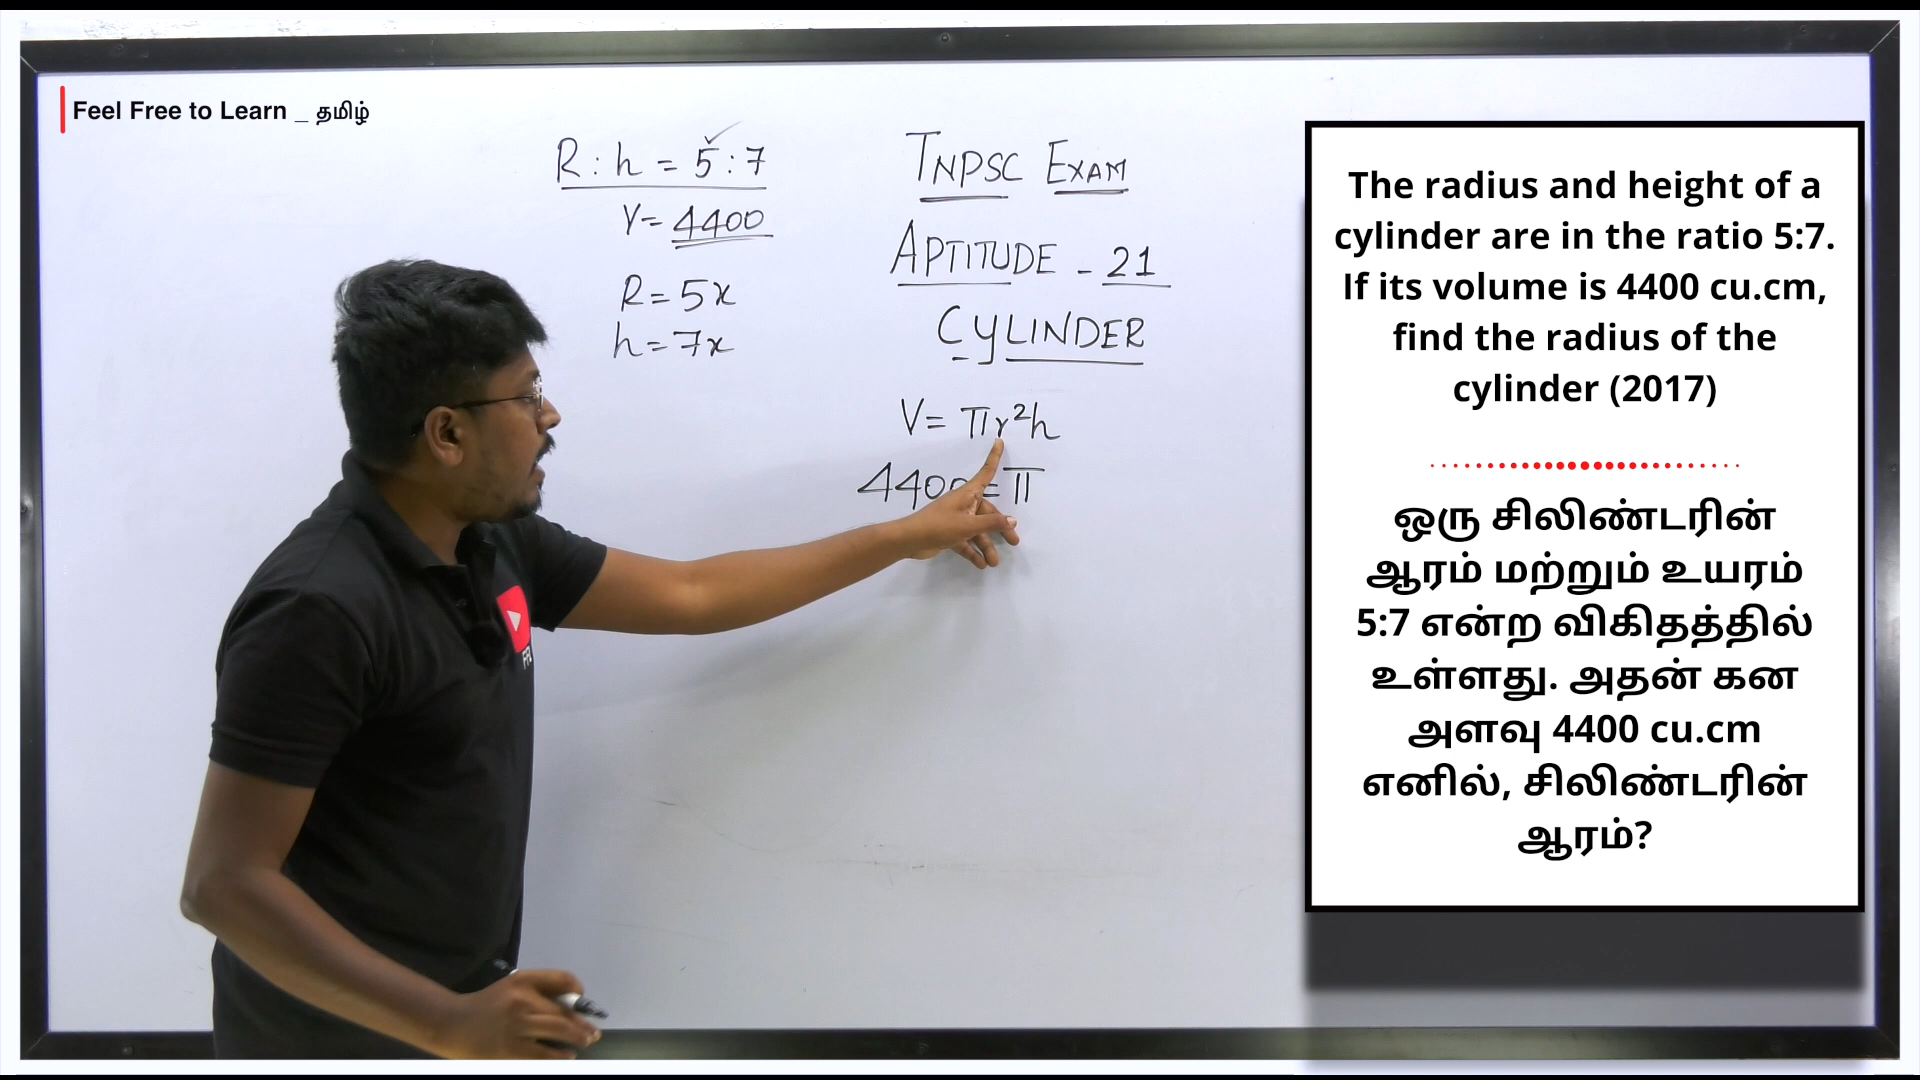 Feel Free to Learn _ தமிழ்
R : h = 5 : 7
V = 4400
R = 5x
h = 7x
TNPSC EXAM
APTITUDE - 21
CYLINDER
V = πr²h
4400 = π
The radius and height of a
cylinder are in the ratio 5:7.
If its volume is 4400 cu.cm,
find the radius of the
cylinder (2017)
ஒரு சிலிண்டரின்
ஆரம் மற்றும் உயரம்
5:7 என்ற விகிதத்தில்
உள்ளது. அதன் கன
அளவு 4400 cu.cm
எனில், சிலிண்டரின்
ஆரம்?